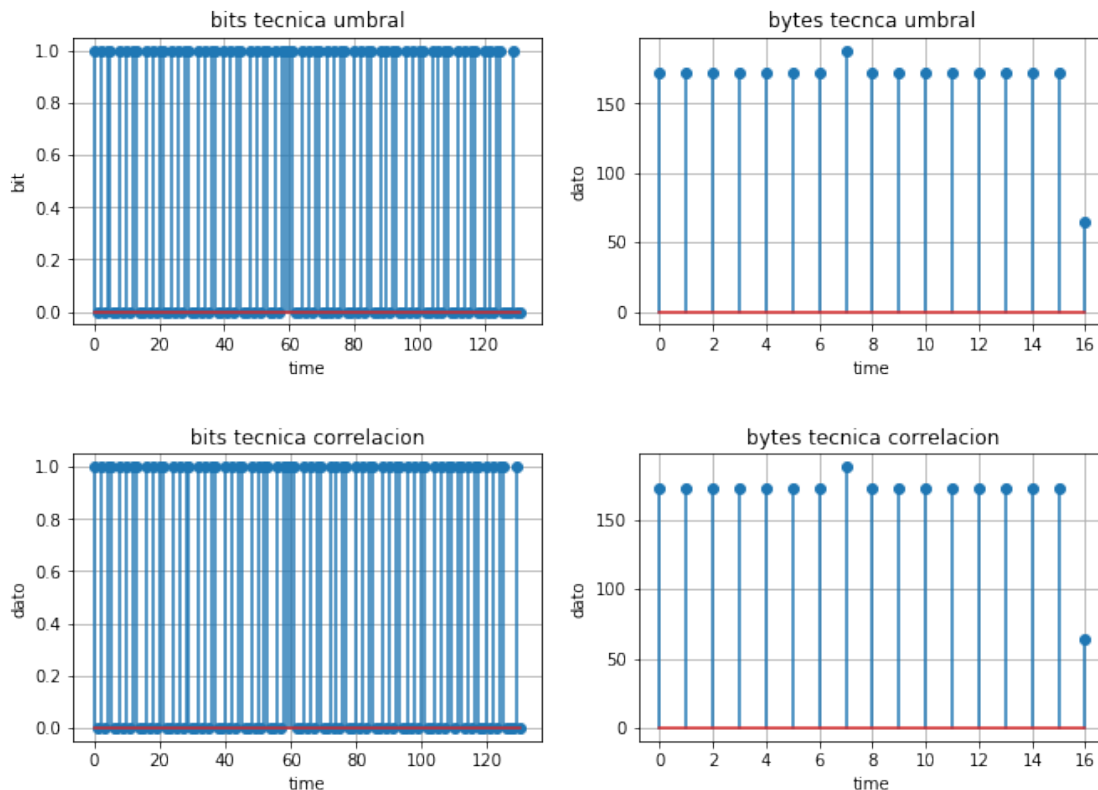 bits tecnica umbral
1.0
0.8
0.6
0.4
0.2
0.0
bit
0 20 40 60 80 100 120
time
bytes tecnca umbral
150
100
50
0
dato
0 2 4 6 8 10 12 14 16
time
bits tecnica correlacion
1.0
0.8
0.6
0.4
0.2
0.0
dato
0 20 40 60 80 100 120
time
bytes tecnica correlacion
150
100
50
0
dato
0 2 4 6 8 10 12 14 16
time